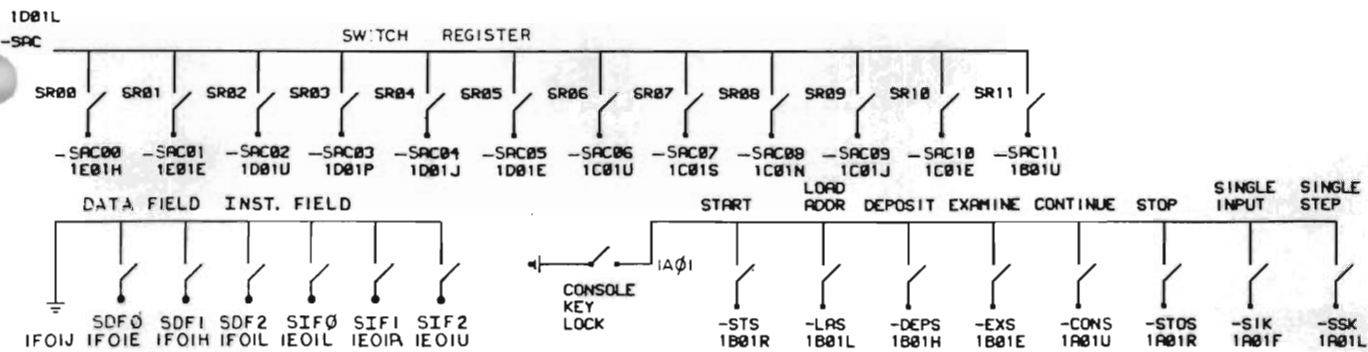 1D01L
-SAC
SWITCH REGISTER
SR00 SR01 SR02 SR03 SR04 SR05 SR06 SR07 SR08 SR09 SR10 SR11
-SAC00 -SAC01 -SAC02 -SAC03 -SAC04 -SAC05 -SAC06 -SAC07 -SAC08 -SAC09 -SAC10 -SAC11
1E01H 1E01E 1D01U 1D01P 1D01J 1D01E 1C01U 1C01S 1C01N 1C01J 1C01E 1B01U
DATA FIELD INST. FIELD
START LOAD ADDR DEPOSIT EXAMINE CONTINUE STOP SINGLE INPUT SINGLE STEP
1AØ1
CONSOLE
KEY
LOCK
SDFØ SDF1 SDF2 SIFØ SIF1 SIF2
1F01J 1F01E 1F01H 1F01L 1E01L 1E01R 1E01U
-STS -LAS -DEPS -EXS -CONS -STOS -SIK -SSK
1B01R 1B01L 1B01H 1B01E 1A01U 1A01R 1A01F 1A01L